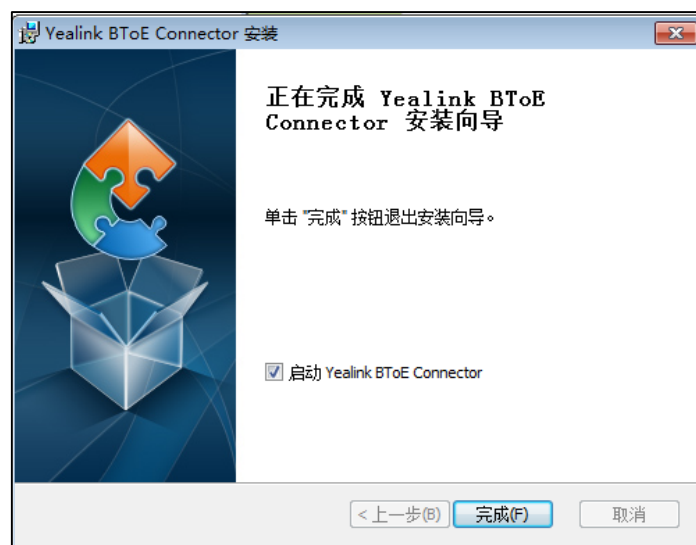 Yealink BToE Connector 安装
正在完成 Yealink BToE
Connector 安装向导
单击 "完成" 按钮退出安装向导。
启动 Yealink BToE Connector
<上一步(B)
完成(F)
取消